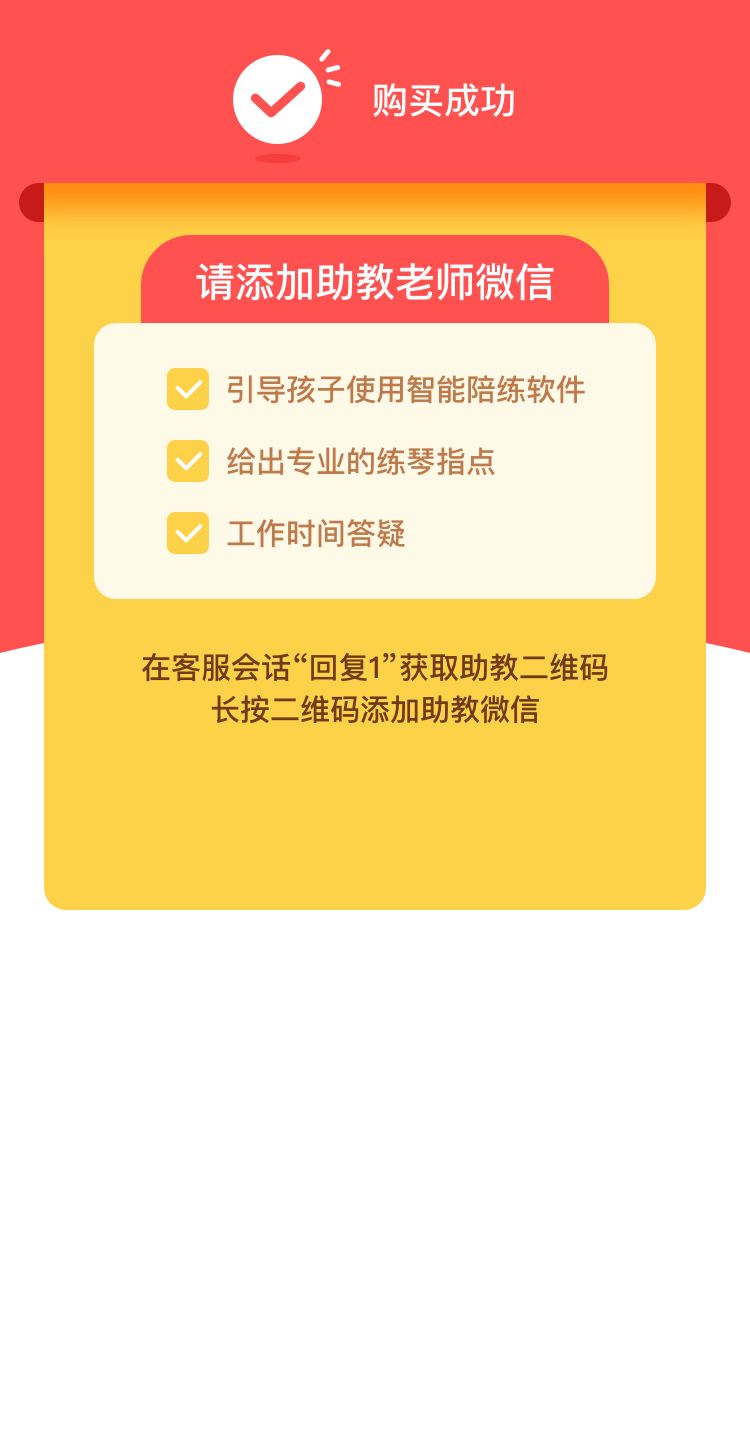 购买成功
请添加助教老师微信
引导孩子使用智能陪练软件
给出专业的练琴指点
工作时间答疑
在客服会话“回复1”获取助教二维码
长按二维码添加助教微信